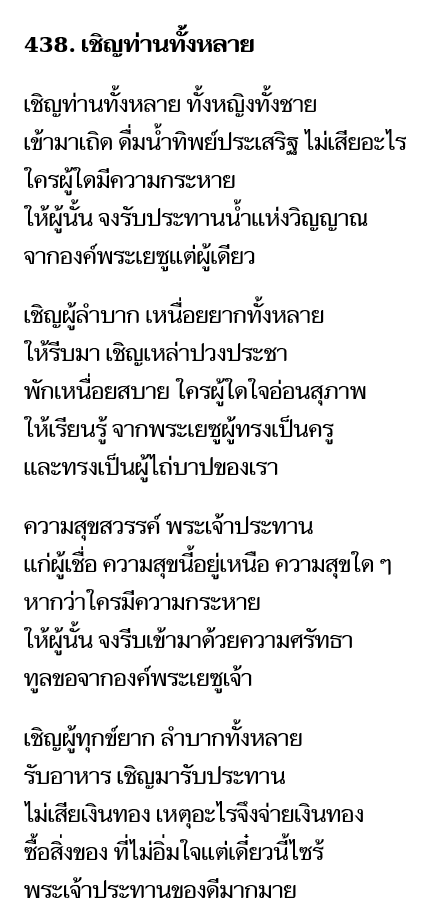 438. เชิญท่านทั้งหลาย
เชิญท่านทั้งหลาย ทั้งหญิงทั้งชาย
เข้ามาเถิด ดื่มน้ำทิพย์ประเสริฐ ไม่เสียอะไร
ใครผู้ใดมีความกระหาย
ให้ผู้นั้น จงรับประทานน้ำแห่งวิญญาณ
จากองค์พระเยซูแต่ผู้เดียว
เชิญผู้ลำบาก เหนื่อยยากทั้งหลาย
ให้รีบมา เชิญเหล่าปวงประชา
พักเหนื่อยสบาย ใครผู้ใดใจอ่อนสุภาพ
ให้เรียนรู้ จากพระเยซูผู้ทรงเป็นครู
และทรงเป็นผู้ไถ่บาปของเรา
ความสุขสวรรค์ พระเจ้าประทาน
แก่ผู้เชื่อ ความสุขนี้อยู่เหนือ ความสุขใด ๆ
หากว่าใครมีความกระหาย
ให้ผู้นั้น จงรีบเข้ามาด้วยความศรัทธา
ทูลขอจากองค์พระเยซูเจ้า
เชิญผู้ทุกข์ยาก ลำบากทั้งหลาย
รับอาหาร เชิญมารับประทาน
ไม่เสียเงินทอง เหตุอะไรจึงจ่ายเงินทอง
ซื้อสิ่งของ ที่ไม่อิ่มใจแต่เดี๋ยวนี้ไซร้
พระเจ้าประทานของดีมากมาย